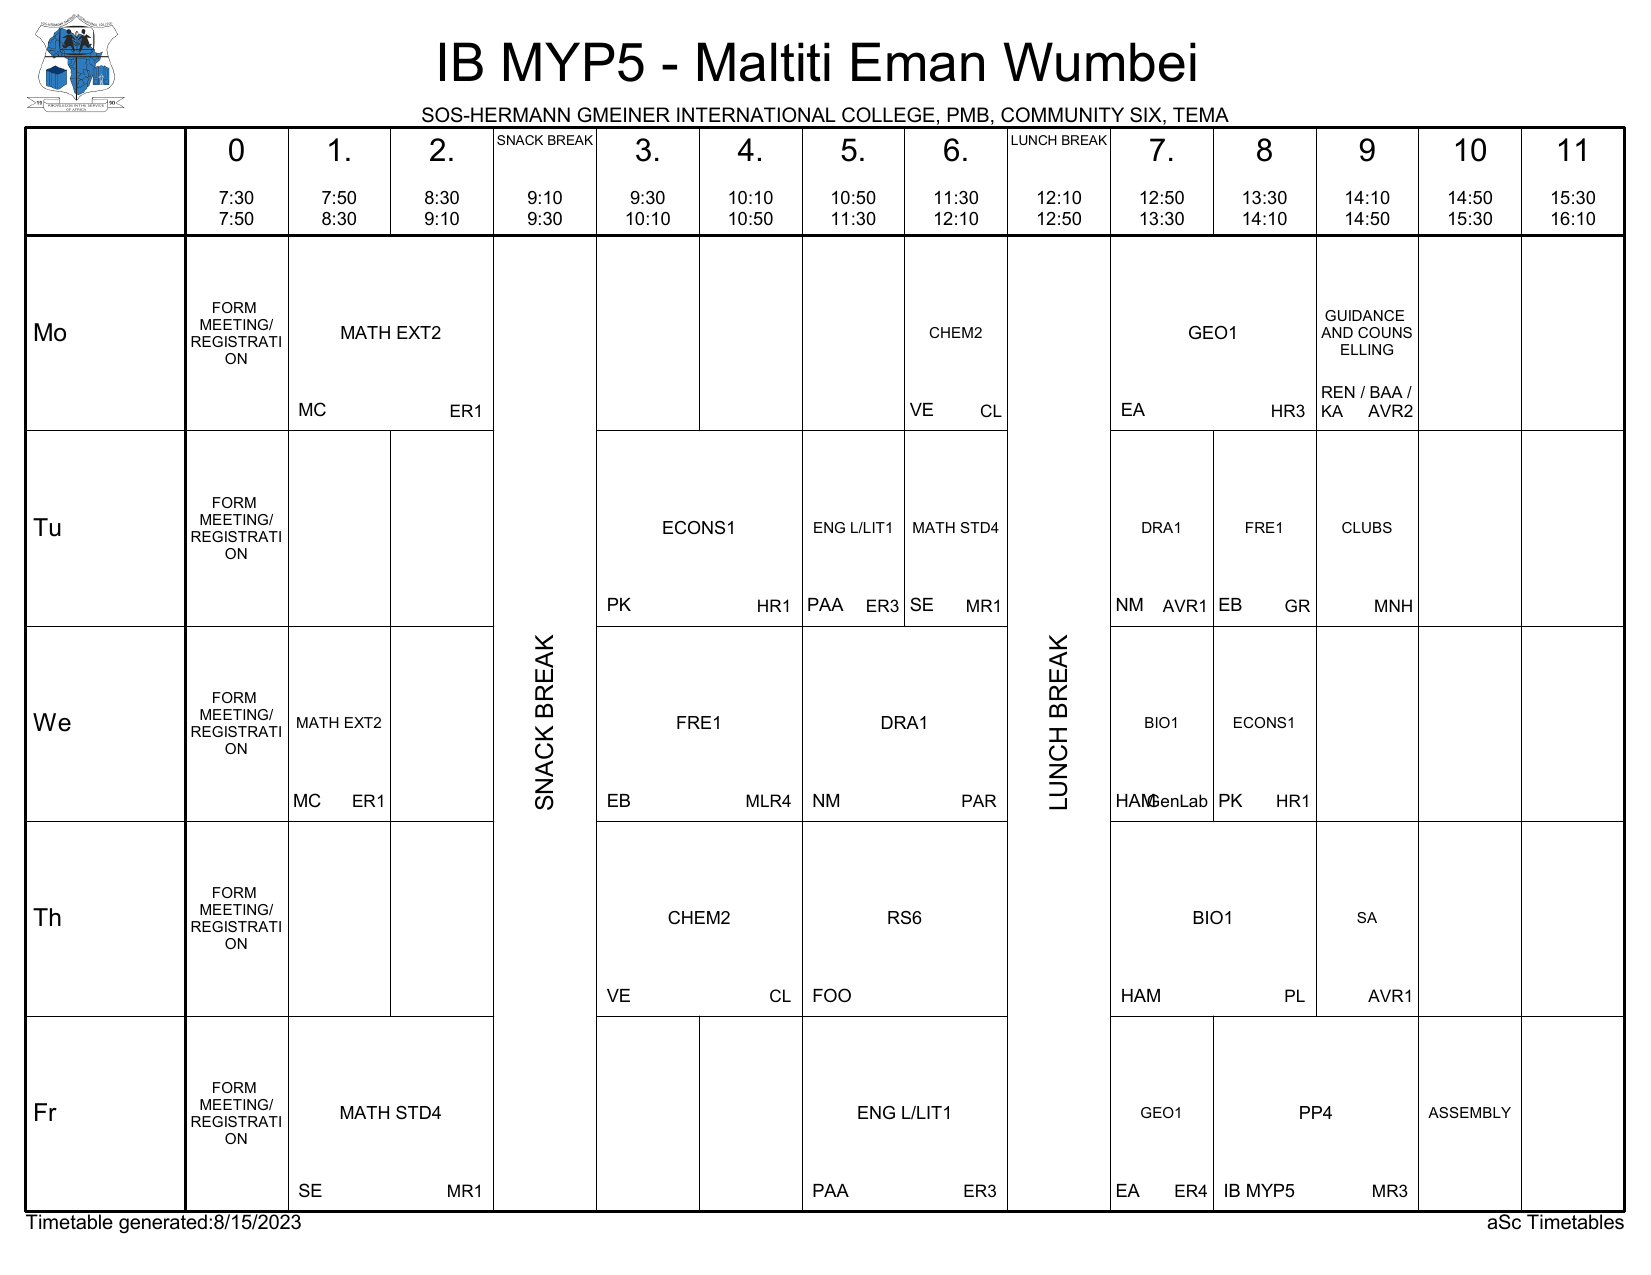 IB MYP5 - Maltiti Eman Wumbei
SOS-HERMANN GMEINER INTERNATIONAL COLLEGE, PMB, COMMUNITY SIX, TEMA
0 1. 2. SNACK BREAK 3. 4. 5. 6. LUNCH BREAK 7. 8 9 10 11
7:30 7:50 8:30 9:10 9:30 10:10 10:50 11:30 12:10 12:50 13:30 14:10 14:50 15:30
7:50 8:30 9:10 9:30 10:10 10:50 11:30 12:10 12:50 13:30 14:10 14:50 15:30 16:10
Mo
FORM
MEETING/
REGISTRATI
ON
MATH EXT2
MC ER1
CHEM2
VE CL
GEO1
EA HR3
GUIDANCE
AND COUNS
ELLING
REN / BAA /
KA AVR2
Tu
FORM
MEETING/
REGISTRATI
ON
ECONS1
PK HR1
ENG L/LIT1
PAA ER3
MATH STD4
SE MR1
DRA1
NM AVR1
FRE1
EB GR
CLUBS
MNH
SNACK BREAK
LUNCH BREAK
We
FORM
MEETING/
REGISTRATI
ON
MATH EXT2
MC ER1
FRE1
EB MLR4
DRA1
NM PAR
BIO1
HAM GenLab
ECONS1
PK HR1
Th
FORM
MEETING/
REGISTRATI
ON
CHEM2
VE CL
RS6
FOO
BIO1
HAM PL
SA
AVR1
Fr
FORM
MEETING/
REGISTRATI
ON
MATH STD4
SE MR1
ENG L/LIT1
PAA ER3
GEO1
EA ER4
PP4
IB MYP5 MR3
ASSEMBLY
Timetable generated:8/15/2023 aSc Timetables